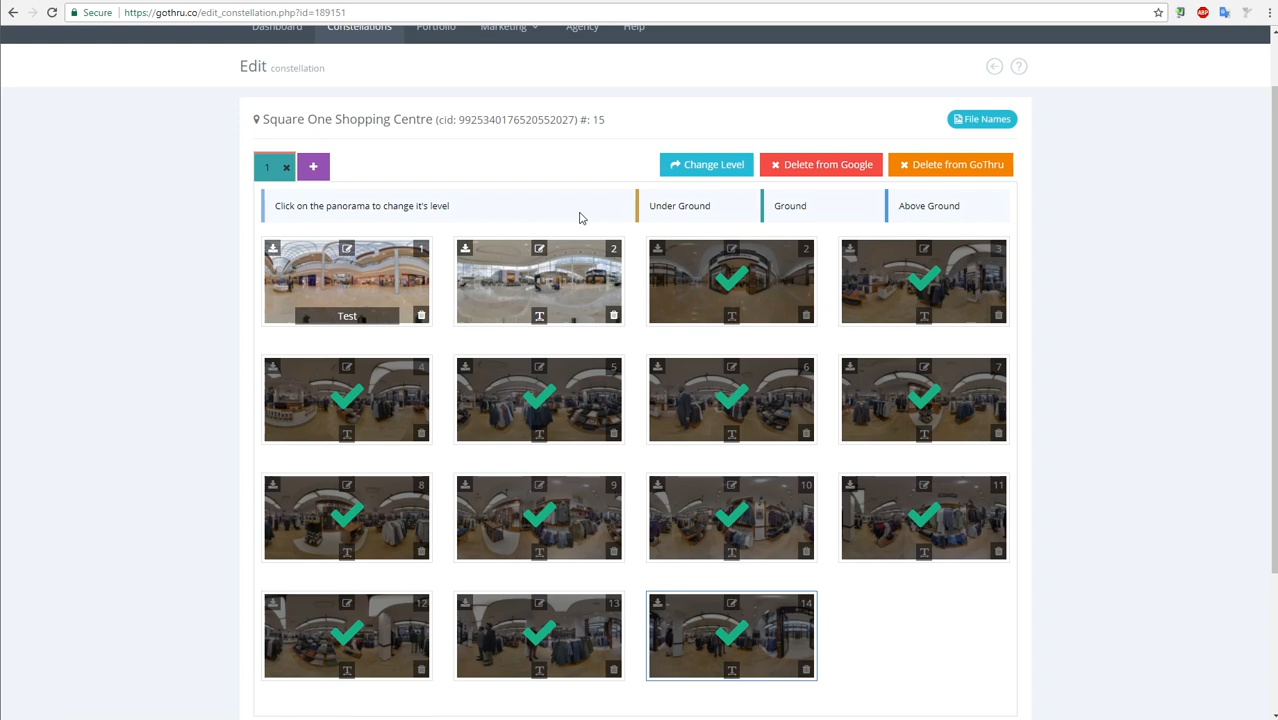 Secure https://gothru.co/edit_constellation.php?id=189151
Dashboard Constellations Portfolio Marketing Agency Help
Edit constellation
Square One Shopping Centre (cid: 9925340176520552027) #: 15
File Names
1 Change Level Delete from Google Delete from GoThru
Click on the panorama to change it's level Under Ground Ground Above Ground
1 2 2 3
Test
4 5 6 7
8 9 10 11
12 13 14